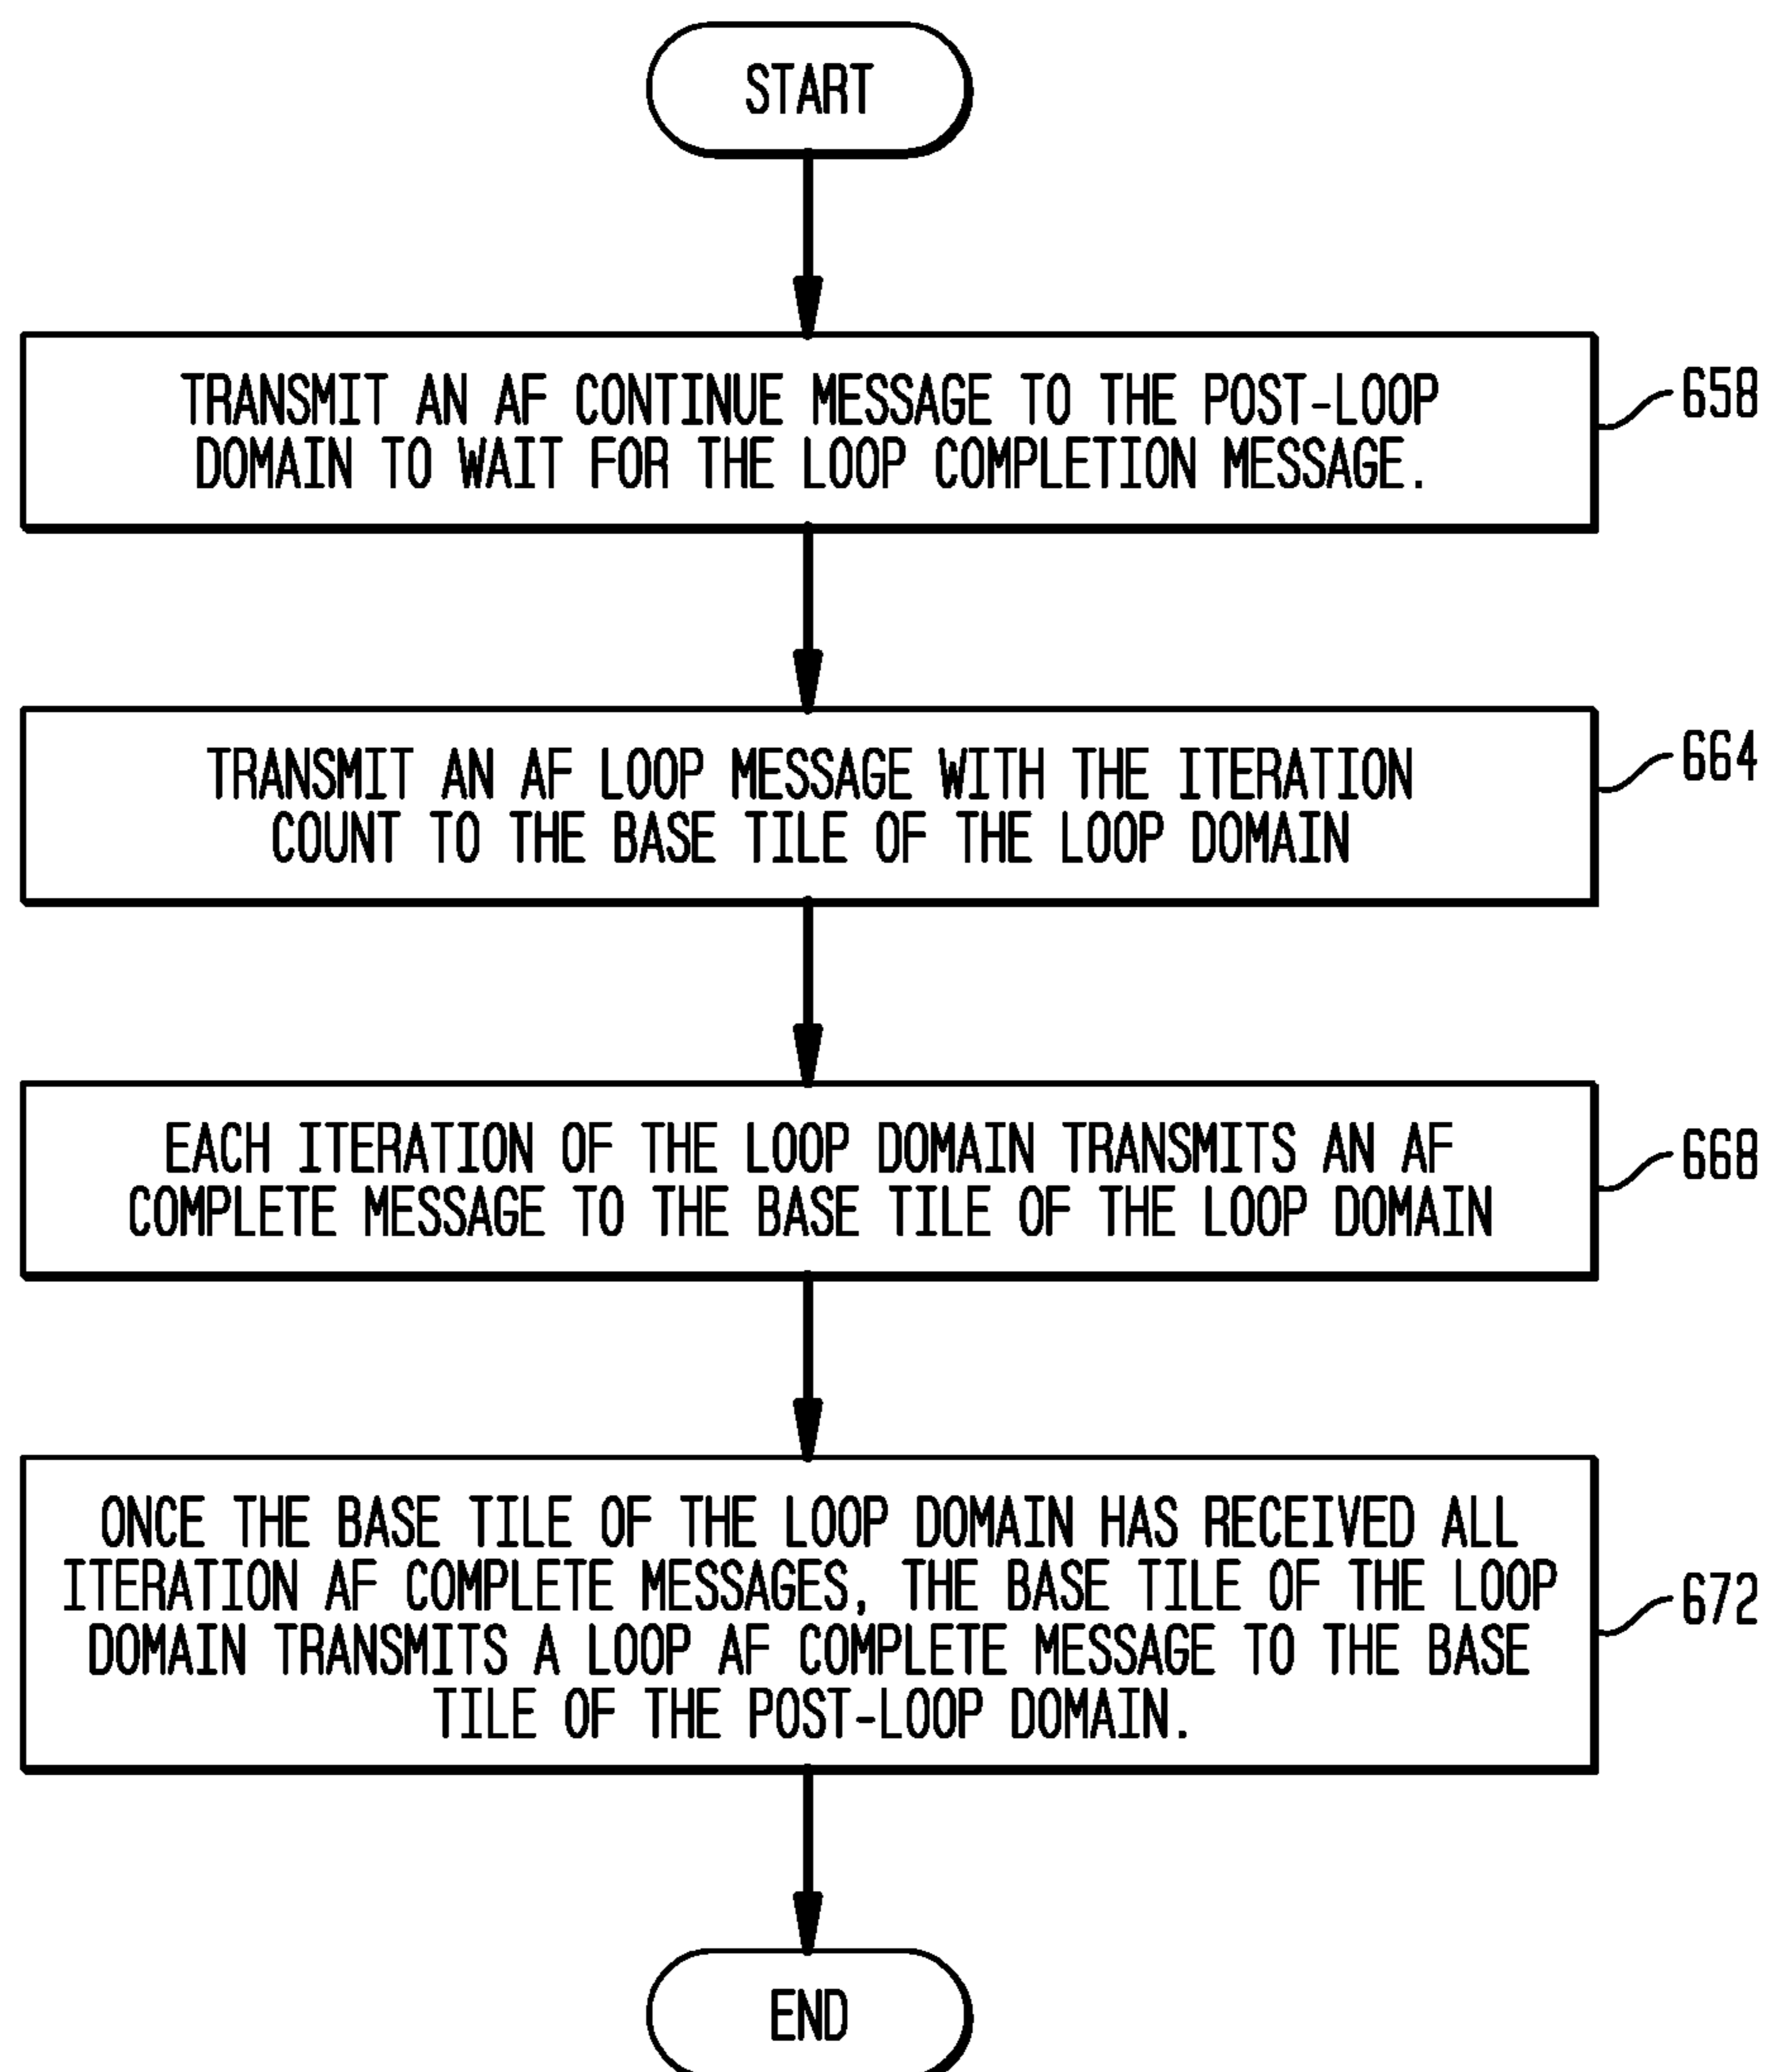 START
TRANSMIT AN AF CONTINUE MESSAGE TO THE POST-LOOP
DOMAIN TO WAIT FOR THE LOOP COMPLETION MESSAGE.
658
TRANSMIT AN AF LOOP MESSAGE WITH THE ITERATION
COUNT TO THE BASE TILE OF THE LOOP DOMAIN
664
EACH ITERATION OF THE LOOP DOMAIN TRANSMITS AN AF
COMPLETE MESSAGE TO THE BASE TILE OF THE LOOP DOMAIN
668
ONCE THE BASE TILE OF THE LOOP DOMAIN HAS RECEIVED ALL
ITERATION AF COMPLETE MESSAGES, THE BASE TILE OF THE LOOP
DOMAIN TRANSMITS A LOOP AF COMPLETE MESSAGE TO THE BASE
TILE OF THE POST-LOOP DOMAIN.
672
END